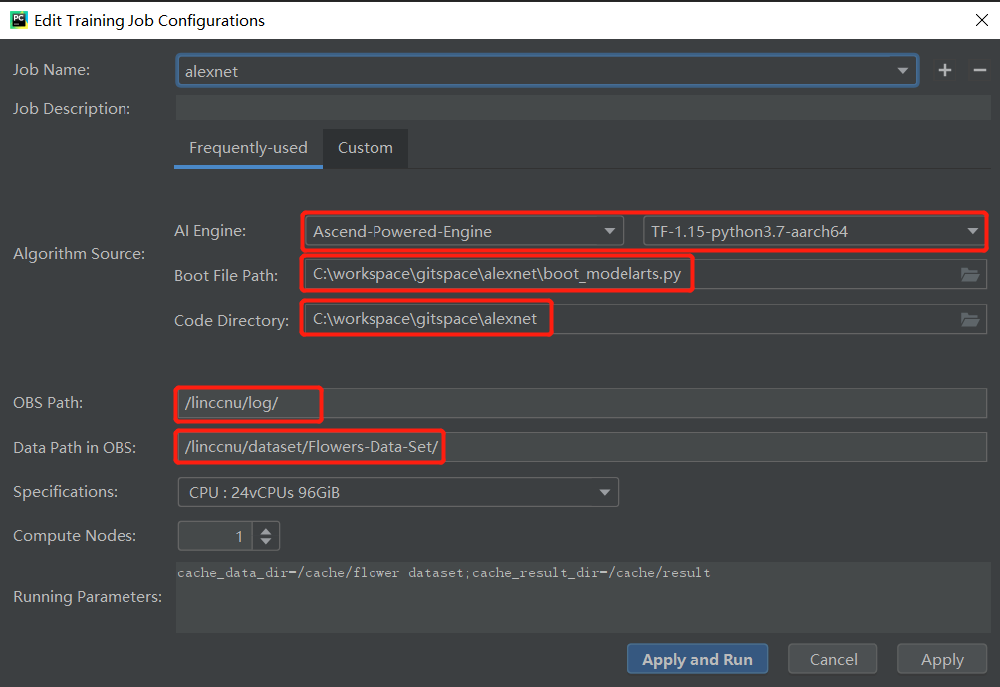 PC Edit Training Job Configurations
Job Name: alexnet
Job Description:
Frequently-used Custom
Algorithm Source:
AI Engine: Ascend-Powered-Engine TF-1.15-python3.7-aarch64
Boot File Path: C:\workspace\gitspace\alexnet\boot_modelarts.py
Code Directory: C:\workspace\gitspace\alexnet
OBS Path: /linccnu/log/
Data Path in OBS: /linccnu/dataset/Flowers-Data-Set/
Specifications: CPU : 24vCPUs 96GiB
Compute Nodes: 1
Running Parameters: cache_data_dir=/cache/flower-dataset;cache_result_dir=/cache/result
Apply and Run Cancel Apply